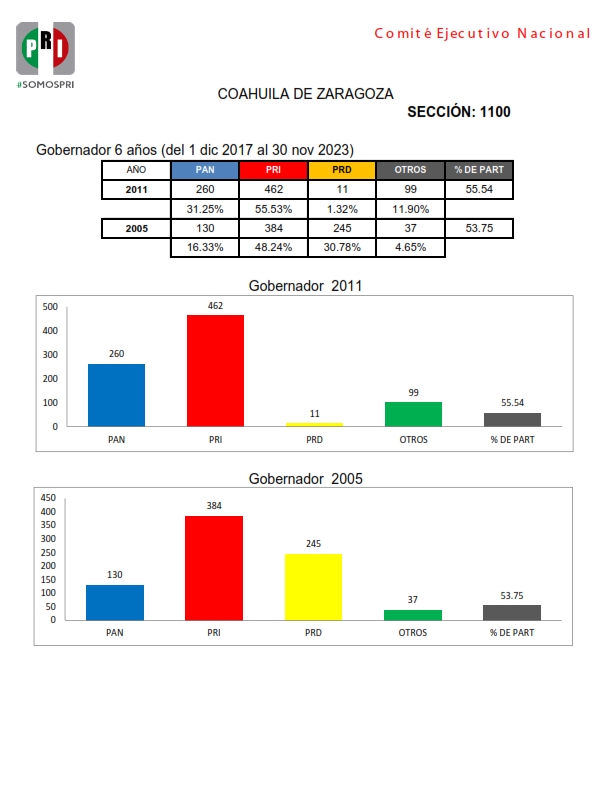 PRI
#SOMOSPRI
Comité Ejecutivo Nacional
COAHUILA DE ZARAGOZA
SECCIÓN: 1100
Gobernador 6 años (del 1 dic 2017 al 30 nov 2023)
AÑO PAN PRI PRD OTROS % DE PART
2011 260 462 11 99 55.54
31.25% 55.53% 1.32% 11.90%
2005 130 384 245 37 53.75
16.33% 48.24% 30.78% 4.65%
Gobernador 2011
500
400
300
200
100
0
260
462
11
99
55.54
PAN PRI PRD OTROS % DE PART
Gobernador 2005
450
400
350
300
250
200
150
100
50
0
130
384
245
37
53.75
PAN PRI PRD OTROS % DE PART